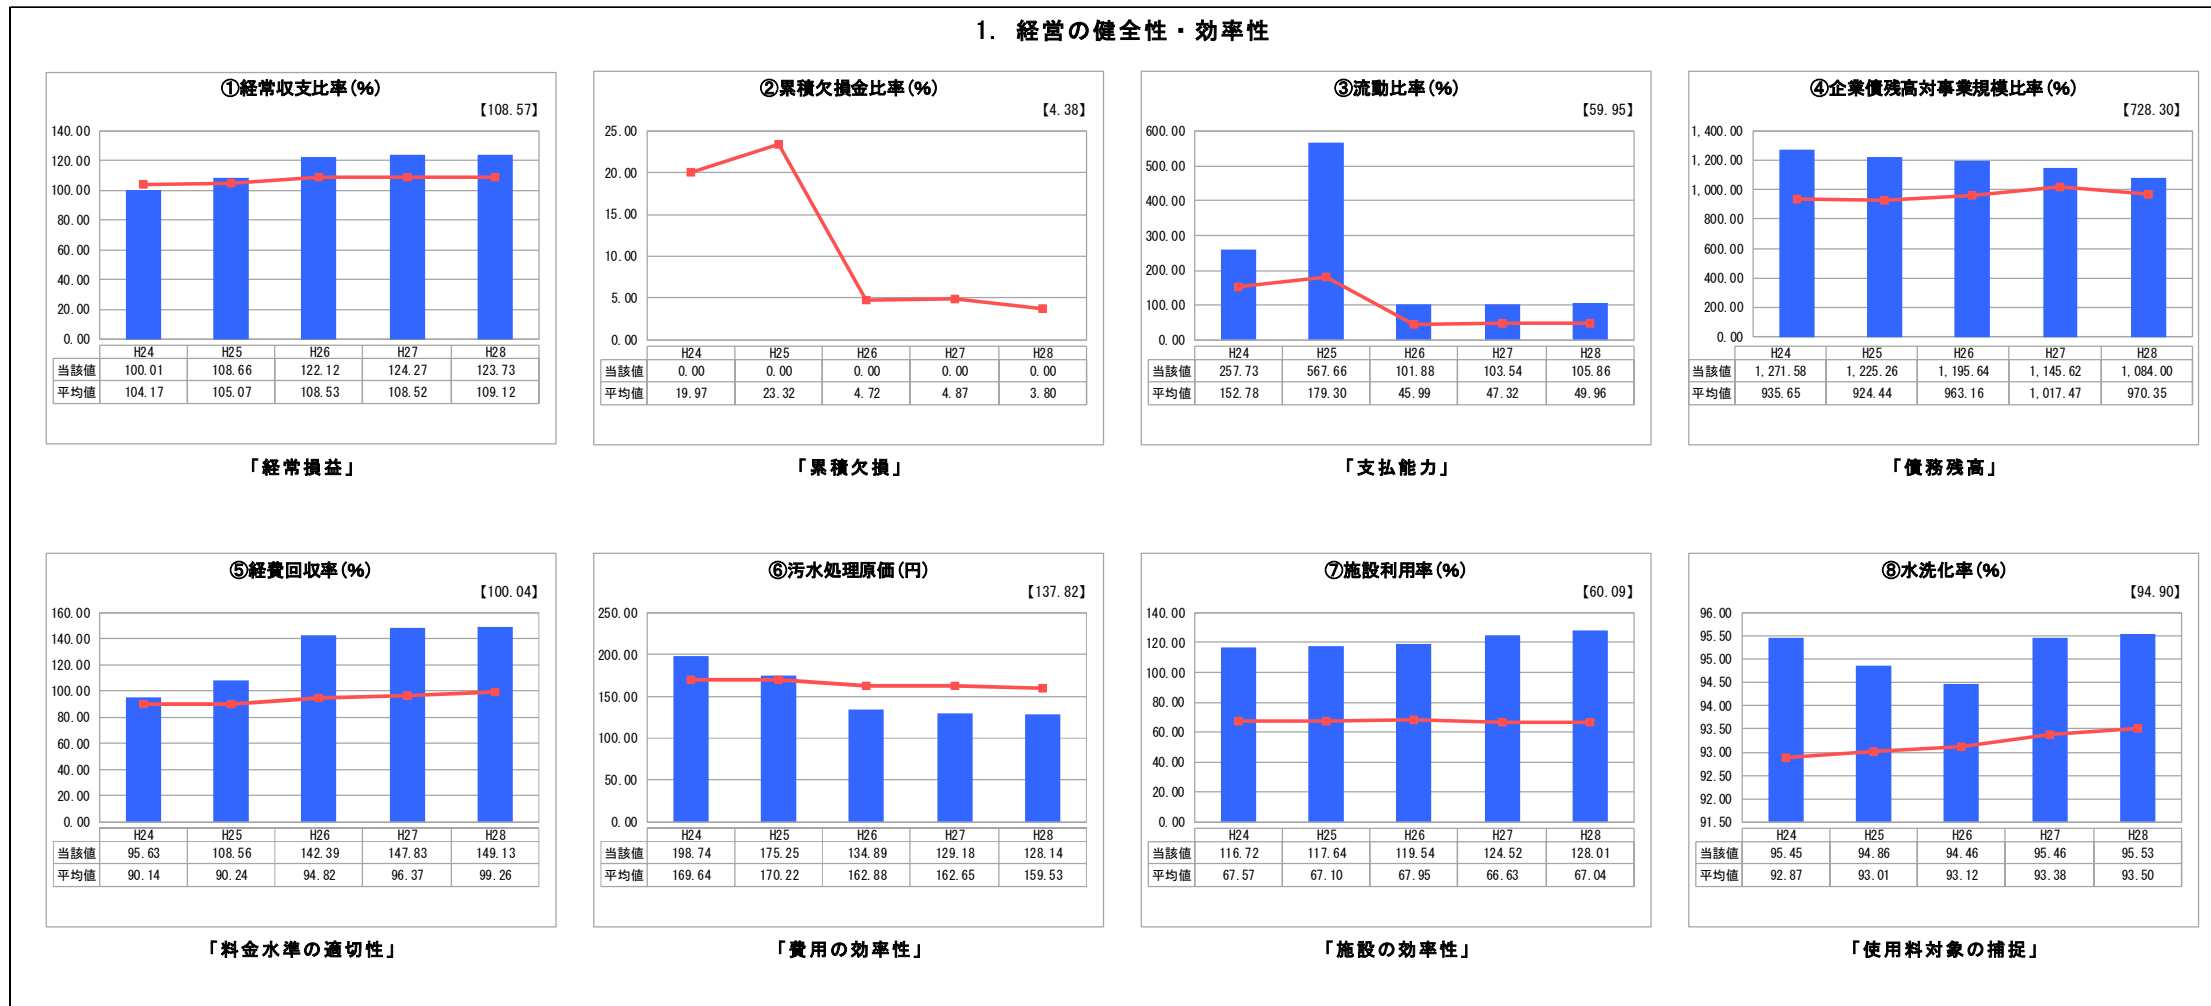 1. 経営の健全性・効率性
①経常収支比率(%)
【108.57】
140.00
120.00
100.00
80.00
60.00
40.00
20.00
0.00
H24 H25 H26 H27 H28
当該値 100.01 108.66 122.12 124.27 123.73
平均値 104.17 105.07 108.53 108.52 109.12
「経常損益」
②累積欠損金比率(%)
【4.38】
25.00
20.00
15.00
10.00
5.00
0.00
H24 H25 H26 H27 H28
当該値 0.00 0.00 0.00 0.00 0.00
平均値 19.97 23.32 4.72 4.87 3.80
「累積欠損」
③流動比率(%)
【59.95】
600.00
500.00
400.00
300.00
200.00
100.00
0.00
H24 H25 H26 H27 H28
当該値 257.73 567.66 101.88 103.54 105.86
平均値 152.78 179.30 45.99 47.32 49.96
「支払能力」
④企業債残高対事業規模比率(%)
【728.30】
1,400.00
1,200.00
1,000.00
800.00
600.00
400.00
200.00
0.00
H24 H25 H26 H27 H28
当該値 1,271.58 1,225.26 1,195.64 1,145.62 1,084.00
平均値 935.65 924.44 963.16 1,017.47 970.35
「債務残高」
⑤経費回収率(%)
【100.04】
160.00
140.00
120.00
100.00
80.00
60.00
40.00
20.00
0.00
H24 H25 H26 H27 H28
当該値 95.63 108.56 142.39 147.83 149.13
平均値 90.14 90.24 94.82 96.37 99.26
「料金水準の適切性」
⑥汚水処理原価(円)
【137.82】
250.00
200.00
150.00
100.00
50.00
0.00
H24 H25 H26 H27 H28
当該値 198.74 175.25 134.89 129.18 128.14
平均値 169.64 170.22 162.88 162.65 159.53
「費用の効率性」
⑦施設利用率(%)
【60.09】
140.00
120.00
100.00
80.00
60.00
40.00
20.00
0.00
H24 H25 H26 H27 H28
当該値 116.72 117.64 119.54 124.52 128.01
平均値 67.57 67.10 67.95 66.63 67.04
「施設の効率性」
⑧水洗化率(%)
【94.90】
96.00
95.50
95.00
94.50
94.00
93.50
93.00
92.50
92.00
91.50
H24 H25 H26 H27 H28
当該値 95.45 94.86 94.46 95.46 95.53
平均値 92.87 93.01 93.12 93.38 93.50
「使用料対象の捕捉」